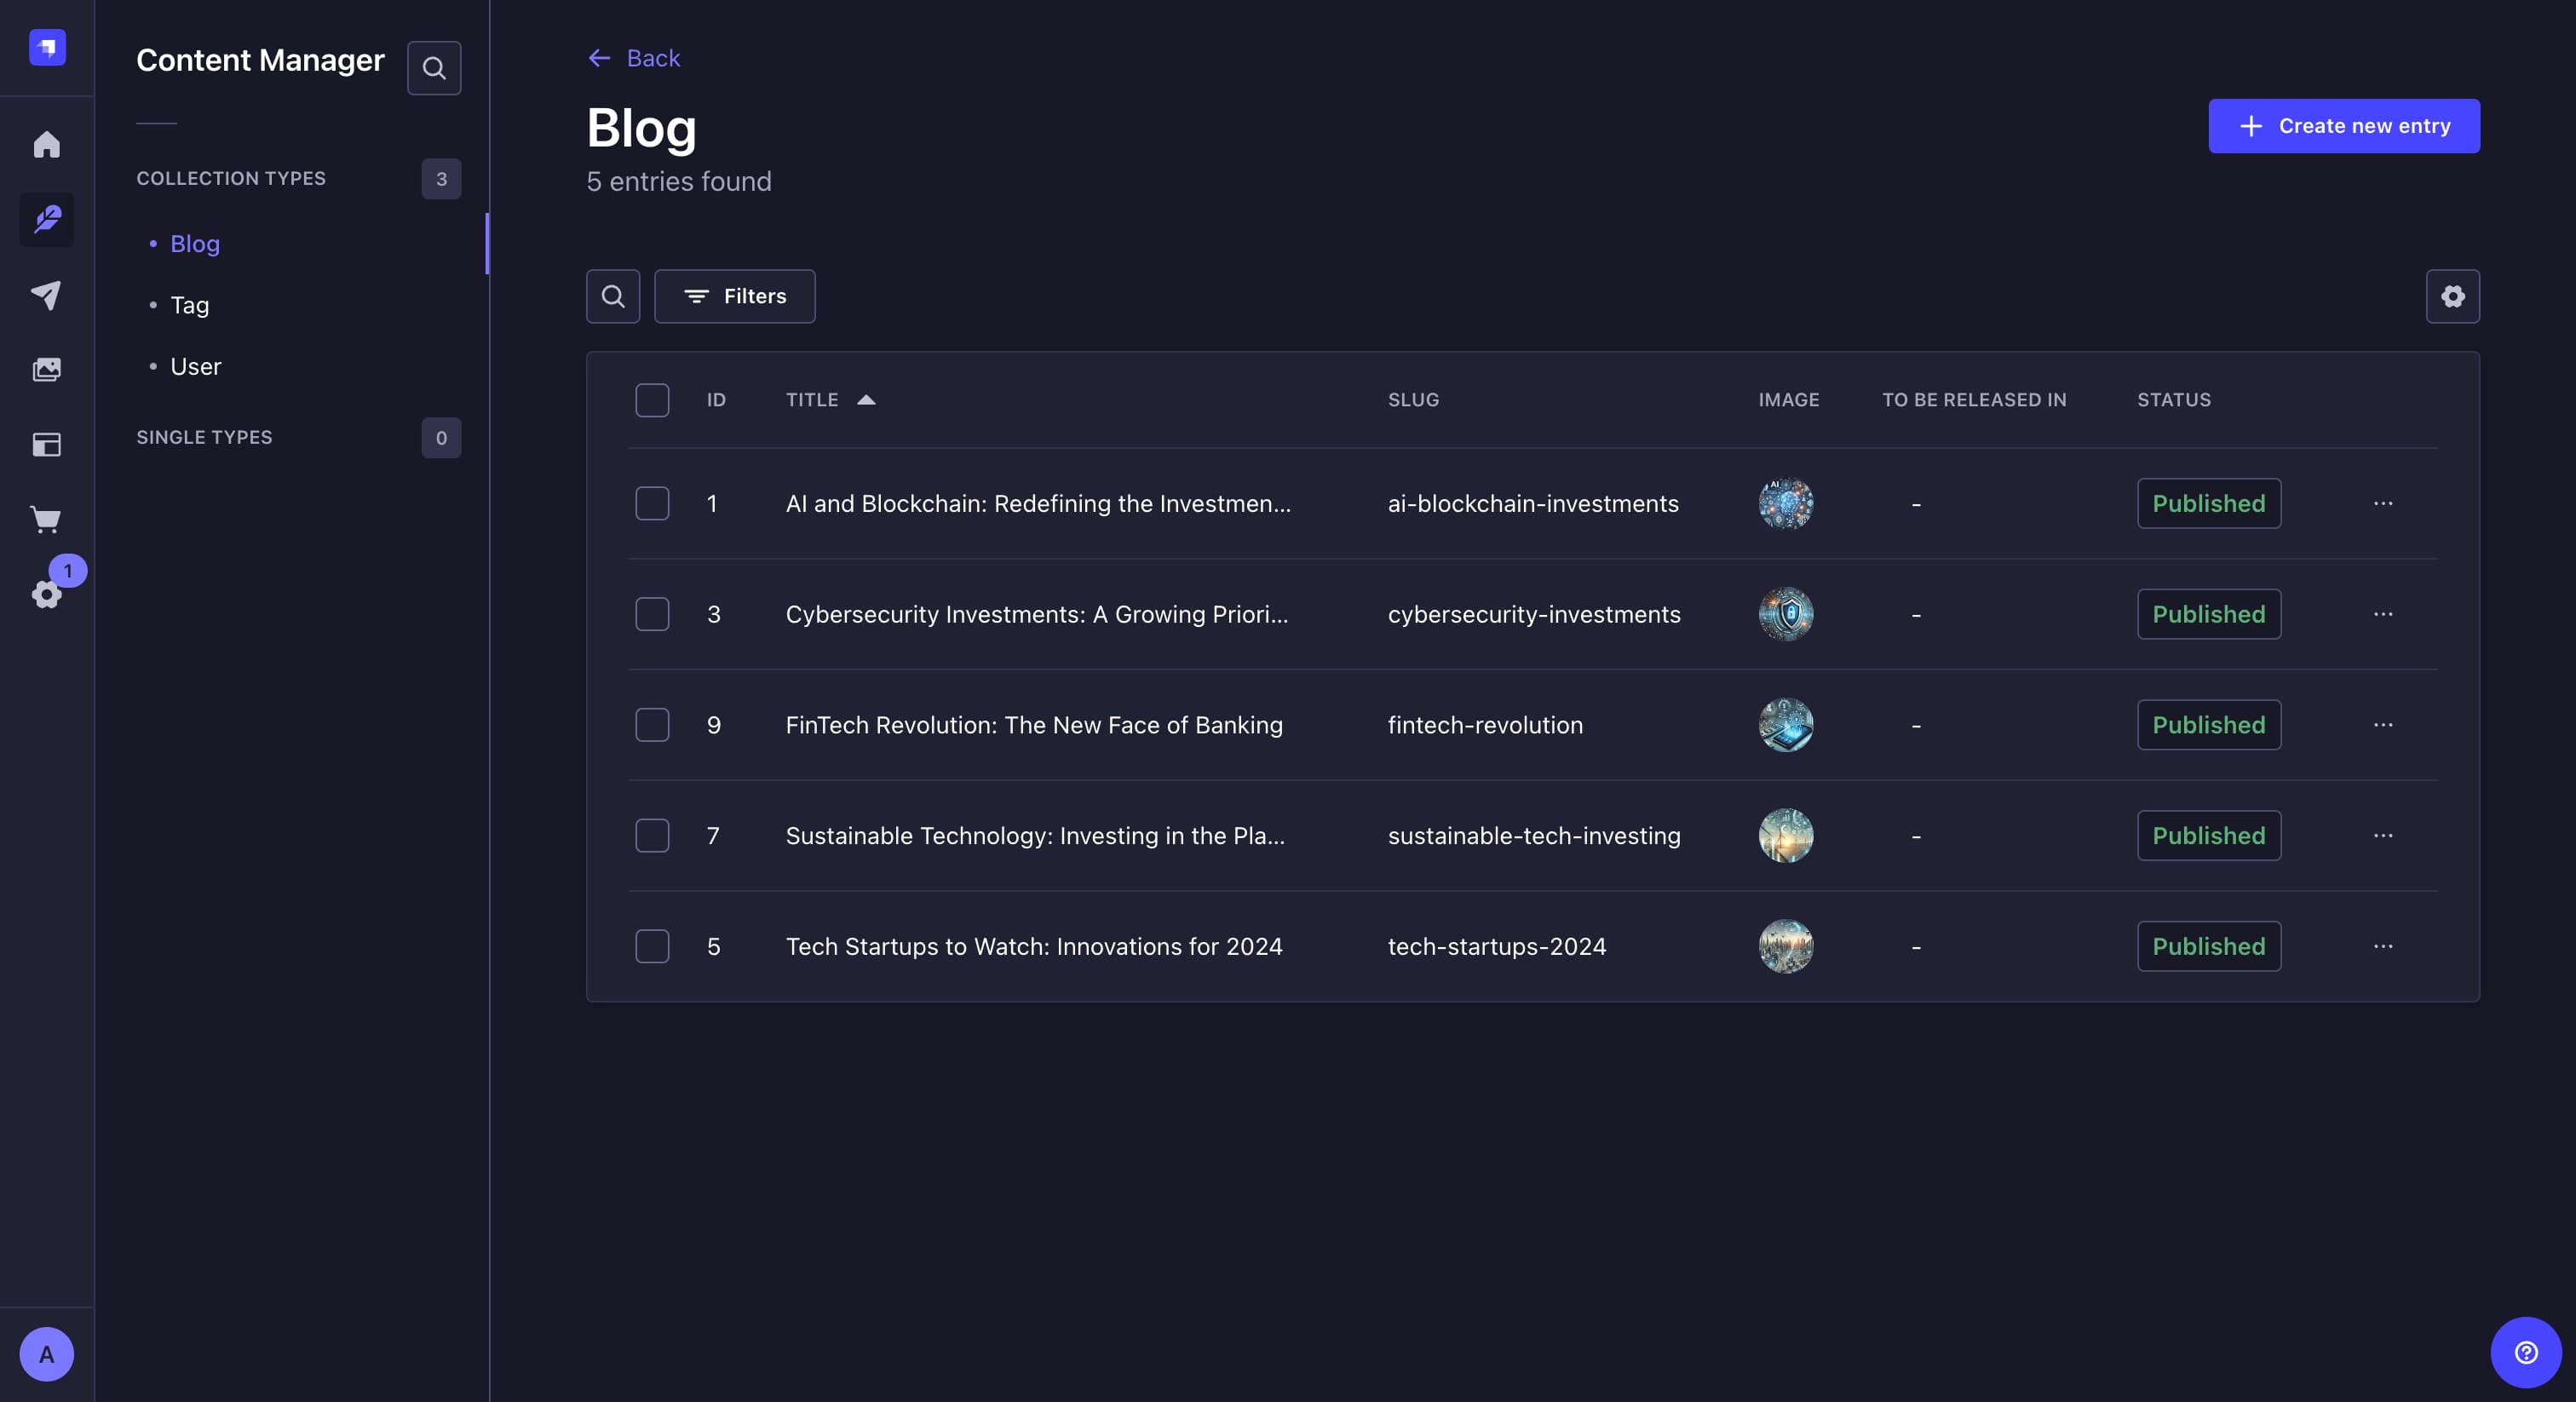 Content Manager
COLLECTION TYPES 3
Blog
Tag
User
SINGLE TYPES 0
1
A
Back
Blog
5 entries found
Create new entry
Filters
ID TITLE SLUG IMAGE TO BE RELEASED IN STATUS
1 AI and Blockchain: Redefining the Investmen... ai-blockchain-investments AI - Published ...
3 Cybersecurity Investments: A Growing Priori... cybersecurity-investments - Published ...
9 FinTech Revolution: The New Face of Banking fintech-revolution - Published ...
7 Sustainable Technology: Investing in the Pla... sustainable-tech-investing - Published ...
5 Tech Startups to Watch: Innovations for 2024 tech-startups-2024 - Published ...